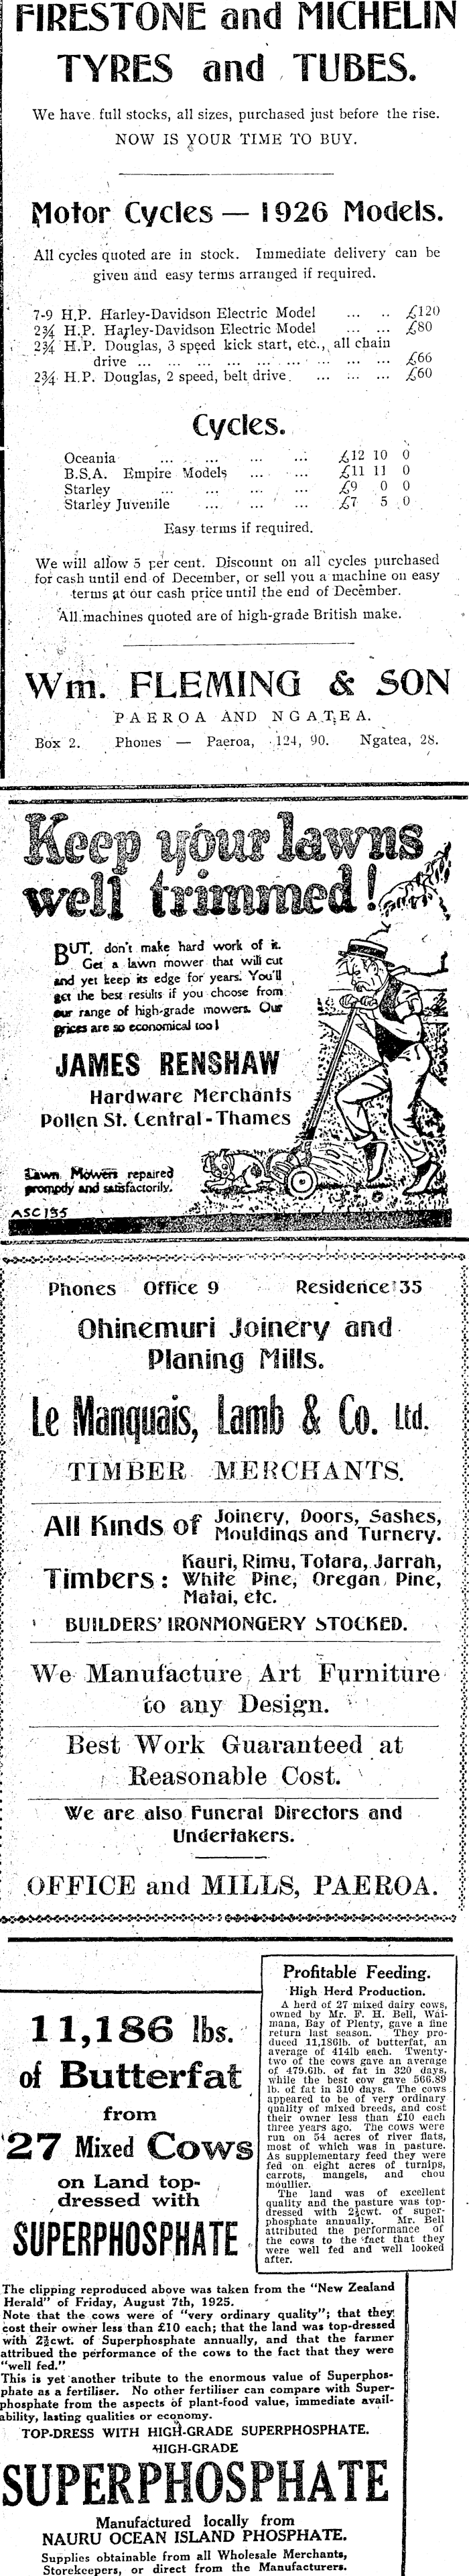 FIRESTONE and MICHELIN
TYRES and TUBES.
We have full stocks, all sizes, purchased just before the rise.
NOW IS YOUR TIME TO BUY.
Motor Cycles — 1926 Models.
All cycles quoted are in stock. Immediate delivery can be
given and easy terms arranged if required.
7-9 H.P. Harley-Davidson Electric Model ... .. £120
2¾ H.P. Harley-Davidson Electric Model ... ... £80
2¾ H.P. Douglas, 3 speed kick start, etc., all chain
drive ... ... ... ... ... ... ... ... £66
2¾ H.P. Douglas, 2 speed, belt drive. ... ... ... £60
Cycles.
Oceania ... ... ... ... £12 10 0
B.S.A. Empire Models ... ... £11 11 0
Starley ... ... ... ... £9 0 0
Starley Juvenile ... ... ... £7 5 0
Easy terms if required.
We will allow 5 per cent. Discount on all cycles purchased
for cash until end of December, or sell you a machine on easy
terms at our cash price until the end of December.
All machines quoted are of high-grade British make.
Wm. FLEMING & SON
PAEROA AND NGATEA.
Box 2. Phones — Paeroa, 124, 90. Ngatea, 28.
Keep your lawns
well trimmed!
BUT, don't make hard work of it.
Get a lawn mower that will cut
and yet keep its edge for years. You'll
get the best results if you choose from
our range of high-grade mowers. Our
prices are so economical too!
JAMES RENSHAW
Hardware Merchants
Pollen St. Central - Thames
Lawn Mowers repaired
promptly and satisfactorily.
ASC135
Phones Office 9 Residence 35
Ohinemuri Joinery and
Planing Mills.
Le Manquais, Lamb & Co. Ltd.
TIMBER MERCHANTS.
All Kinds of Joinery, Doors, Sashes,
Mouldings and Turnery.
Timbers: Kauri, Rimu, Totara, Jarrah,
White Pine, Oregan Pine,
Matai, etc.
BUILDERS' IRONMONGERY STOCKED.
We Manufacture Art Furniture
to any Design.
Best Work Guaranteed at
Reasonable Cost.
We are also Funeral Directors and
Undertakers.
OFFICE and MILLS, PAEROA.
11,186 lbs.
of Butterfat
from
27 Mixed Cows
on Land top-
dressed with
SUPERPHOSPHATE
Profitable Feeding.
High Herd Production.
A herd of 27 mixed dairy cows,
owned by Mr. F. H. Bell, Wai-
mana, Bay of Plenty, gave a fine
return last season. They pro-
duced 11,186lb. of butterfat, an
average of 414lb each. Twenty-
two of the cows gave an average
of 479.6lb. of fat in 320 days,
while the best cow gave 566.89
lb. of fat in 310 days. The cows
appeared to be of very ordinary
quality of mixed breeds, and cost
their owner less than £10 each
three years ago. The cows were
run on 54 acres of river flats,
most of which was in pasture.
As supplementary feed they were
fed on eight acres of turnips,
carrots, mangels, and chou
moullier.
The land was of excellent
quality and the pasture was top-
dressed with 2½cwt. of super-
phosphate annually. Mr. Bell
attributed the performance of
the cows to the fact that they
were well fed and well looked
after.
The clipping reproduced above was taken from the "New Zealand
Herald" of Friday, August 7th, 1925.
Note that the cows were of "very ordinary quality"; that they
cost their owner less than £10 each; that the land was top-dressed
with 2½cwt. of Superphosphate annually, and that the farmer
attribued the performance of the cows to the fact that they were
"well fed."
This is yet another tribute to the enormous value of Superphos-
phate as a fertiliser. No other fertiliser can compare with Super-
phosphate from the aspects of plant-food value, immediate avail-
ability, lasting qualities or economy.
TOP-DRESS WITH HIGH-GRADE SUPERPHOSPHATE.
HIGH-GRADE
SUPERPHOSPHATE
Manufactured locally from
NAURU OCEAN ISLAND PHOSPHATE.
Supplies obtainable from all Wholesale Merchants,
Storekeepers, or direct from the Manufacturers.